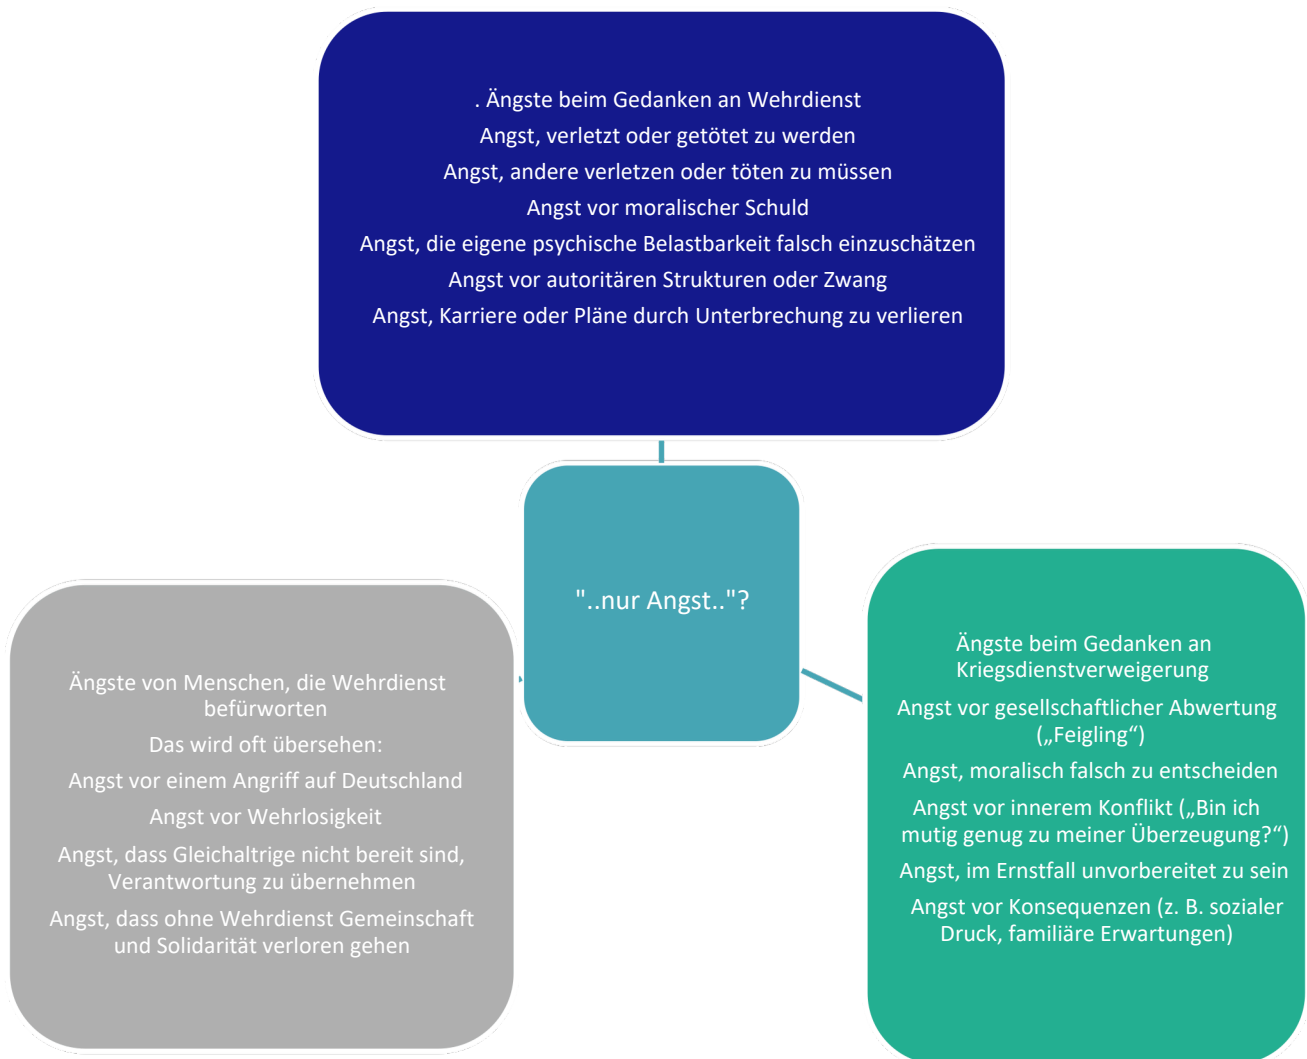 . Ängste beim Gedanken an Wehrdienst
Angst, verletzt oder getötet zu werden
Angst, andere verletzen oder töten zu müssen
Angst vor moralischer Schuld
Angst, die eigene psychische Belastbarkeit falsch einzuschätzen
Angst vor autoritären Strukturen oder Zwang
Angst, Karriere oder Pläne durch Unterbrechung zu verlieren
"..nur Angst.."?
Ängste von Menschen, die Wehrdienst
befürworten
Das wird oft übersehen:
Angst vor einem Angriff auf Deutschland
Angst vor Wehrlosigkeit
Angst, dass Gleichaltrige nicht bereit sind,
Verantwortung zu übernehmen
Angst, dass ohne Wehrdienst Gemeinschaft
und Solidarität verloren gehen
Ängste beim Gedanken an
Kriegsdienstverweigerung
Angst vor gesellschaftlicher Abwertung
(„Feigling“)
Angst, moralisch falsch zu entscheiden
Angst vor innerem Konflikt („Bin ich
mutig genug zu meiner Überzeugung?“)
Angst, im Ernstfall unvorbereitet zu sein
Angst vor Konsequenzen (z. B. sozialer
Druck, familiäre Erwartungen)